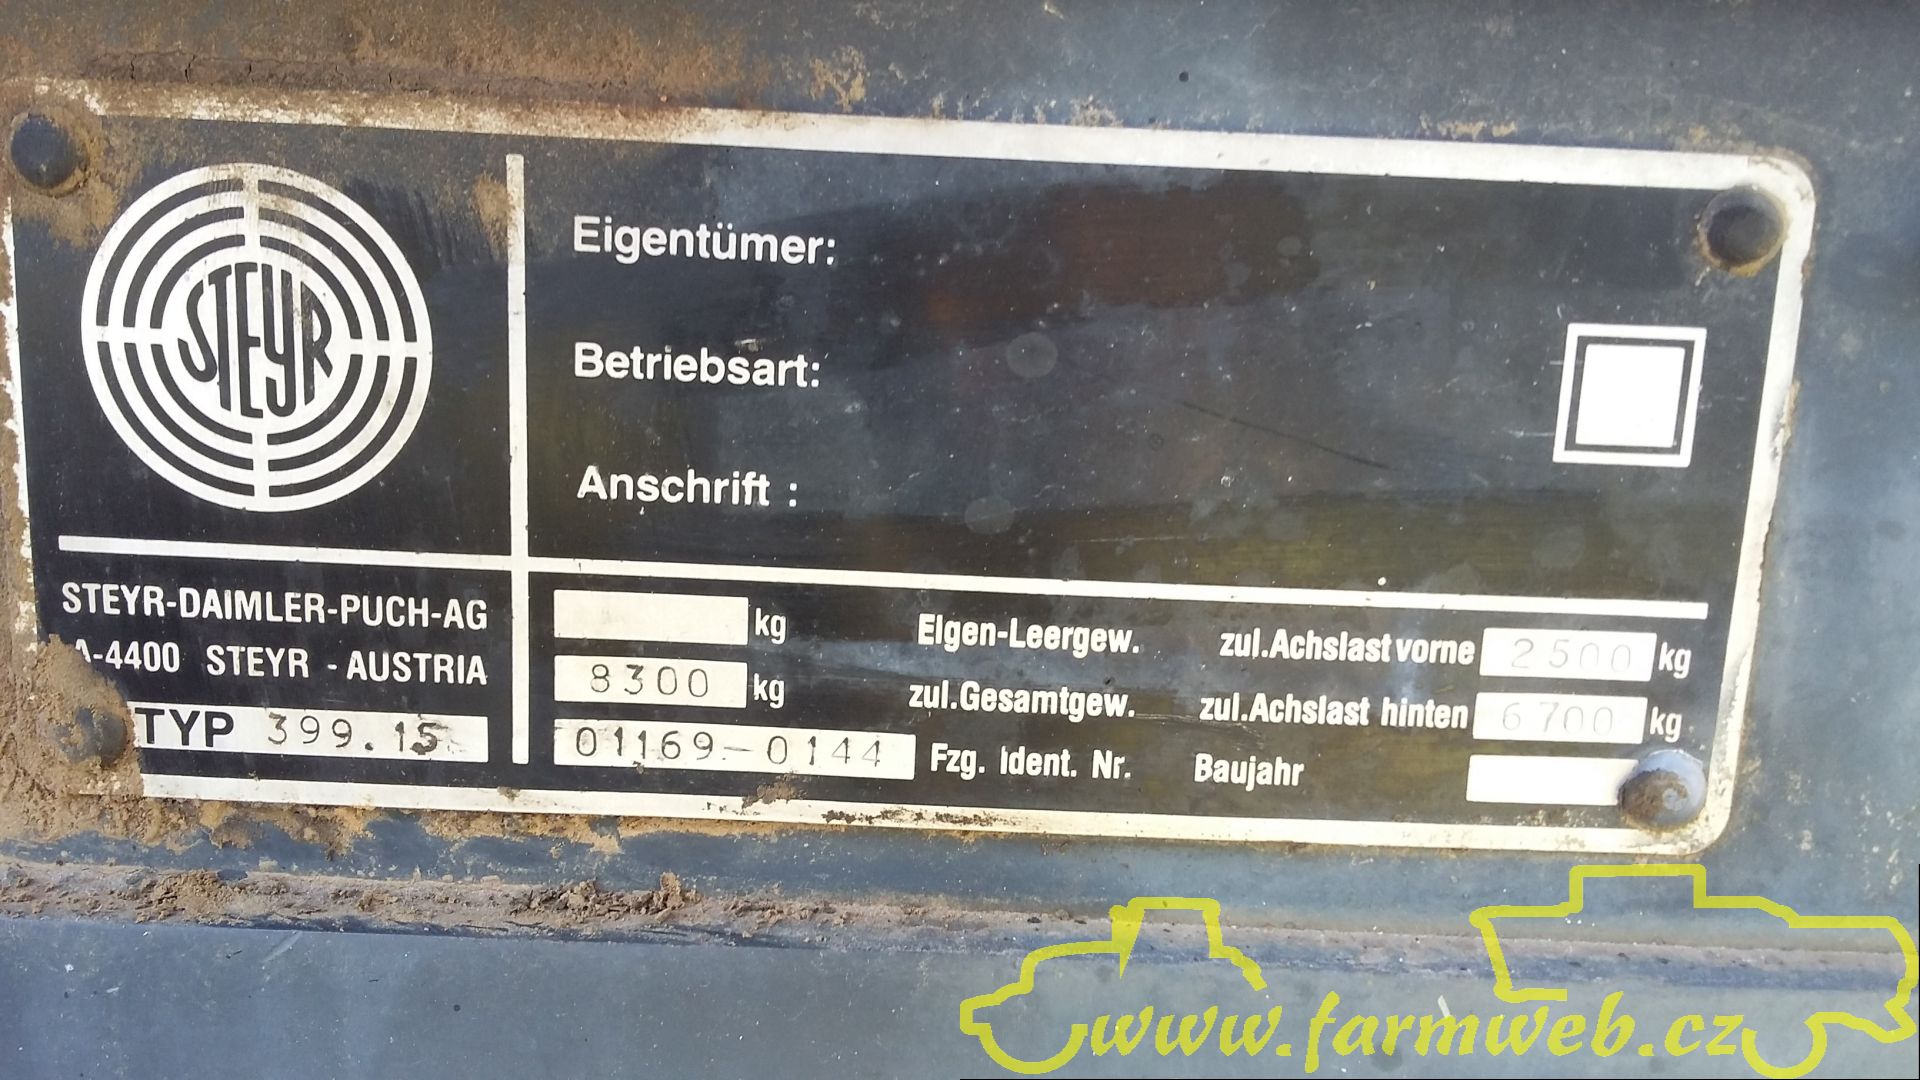 STEYR
Eigentümer:
Betriebsart:
Anschrift :
STEYR-DAIMLER-PUCH-AG
A-4400 STEYR - AUSTRIA
TYP 399.15
kg Eigen-Leergew. zul.Achslast vorne 2500 kg
8300 kg zul.Gesamtgew. zul.Achslast hinten 6700 kg
01169-0144 Fzg. Ident. Nr. Baujahr
www.farmweb.cz